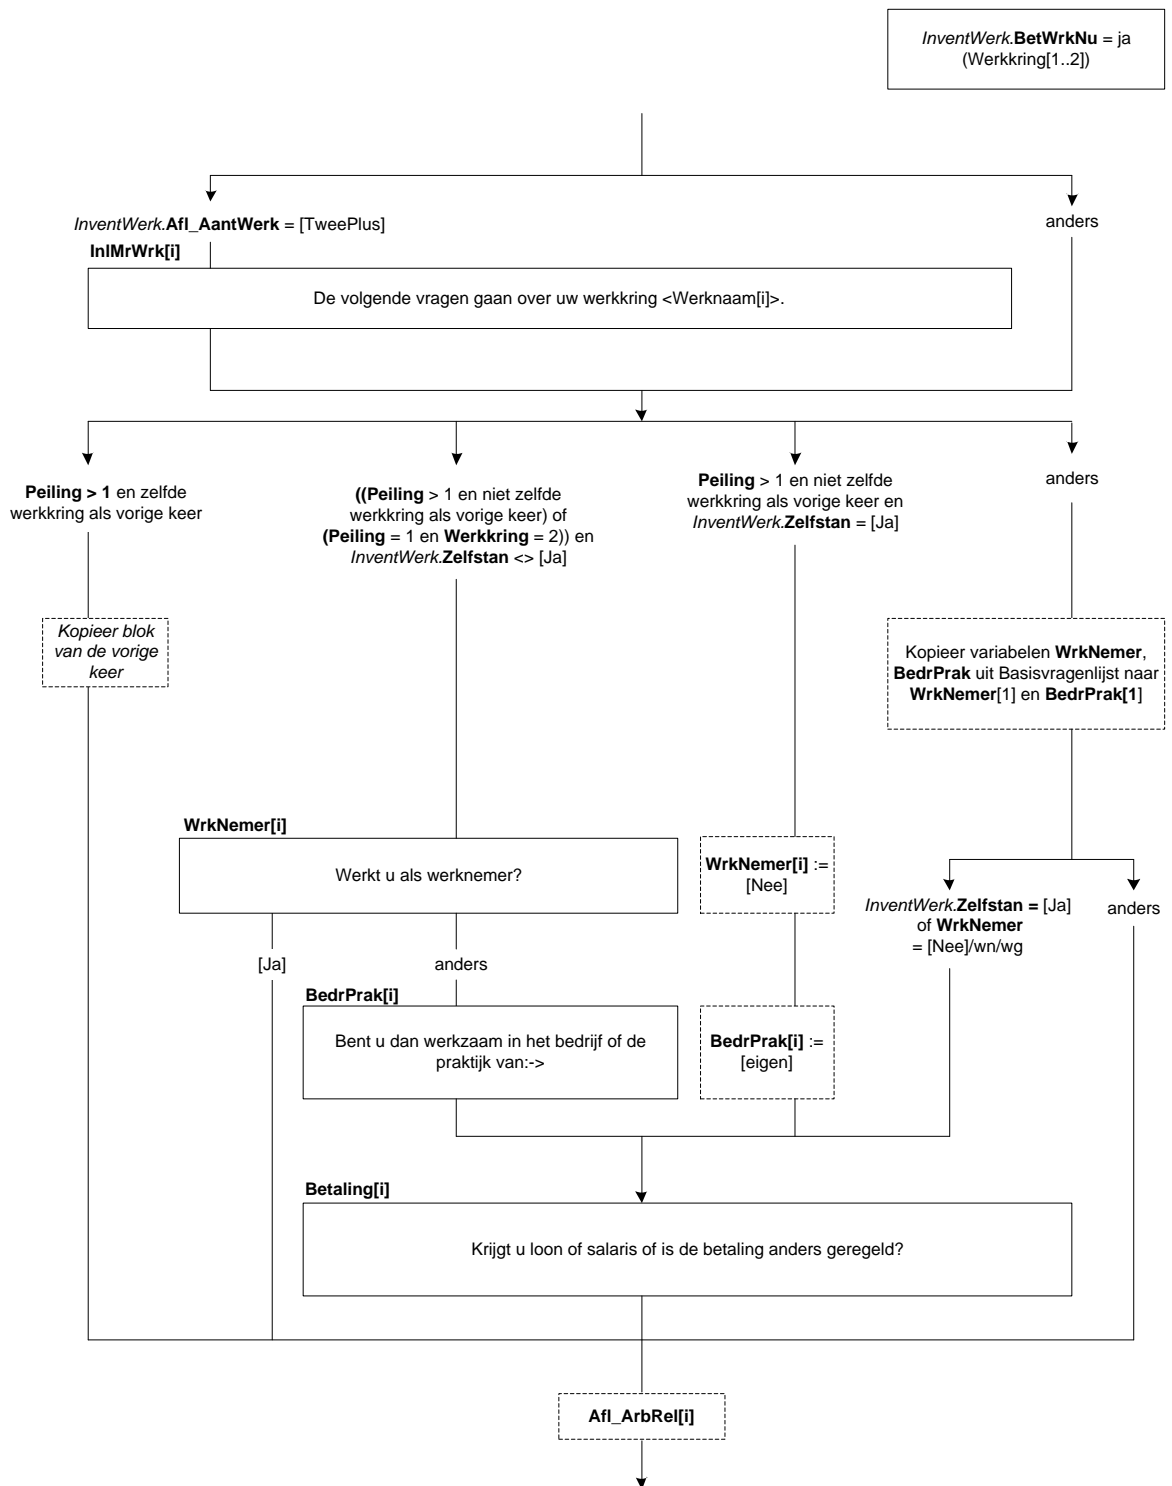 InventWerk.BetWrkNu = ja
(Werkkring[1..2])
InventWerk.Afl_AantWerk = [TweePlus]
anders
InlMrWrk[i]
De volgende vragen gaan over uw werkkring <Werknaam[i]>.
Peiling > 1 en zelfde
werkkring als vorige keer
((Peiling > 1 en niet zelfde
werkkring als vorige keer) of
(Peiling = 1 en Werkkring = 2)) en
InventWerk.Zelfstan <> [Ja]
Peiling > 1 en niet zelfde
werkkring als vorige keer en
InventWerk.Zelfstan = [Ja]
anders
Kopieer blok
van de vorige
keer
Kopieer variabelen WrkNemer,
BedrPrak uit Basisvragenlijst naar
WrkNemer[1] en BedrPrak[1]
WrkNemer[i]
Werkt u als werknemer?
WrkNemer[i] :=
[Nee]
InventWerk.Zelfstan = [Ja]
of WrkNemer
= [Nee]/wn/wg
anders
[Ja]
anders
BedrPrak[i]
Bent u dan werkzaam in het bedrijf of de
praktijk van:->
BedrPrak[i] :=
[eigen]
Betaling[i]
Krijgt u loon of salaris of is de betaling anders geregeld?
Afl_ArbRel[i]